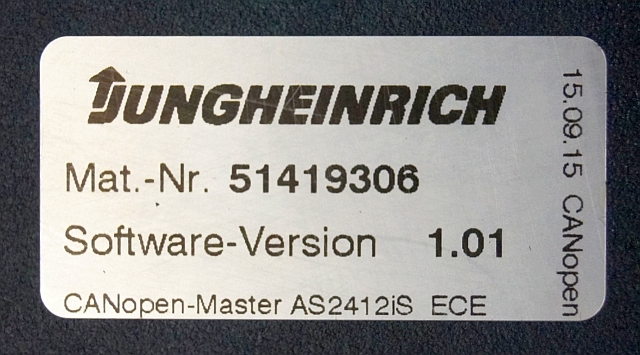 JUNGHEINRICH
Mat.-Nr. 51419306
Software-Version 1.01
CANopen-Master AS2412iS ECE
15.09.15 CANopen